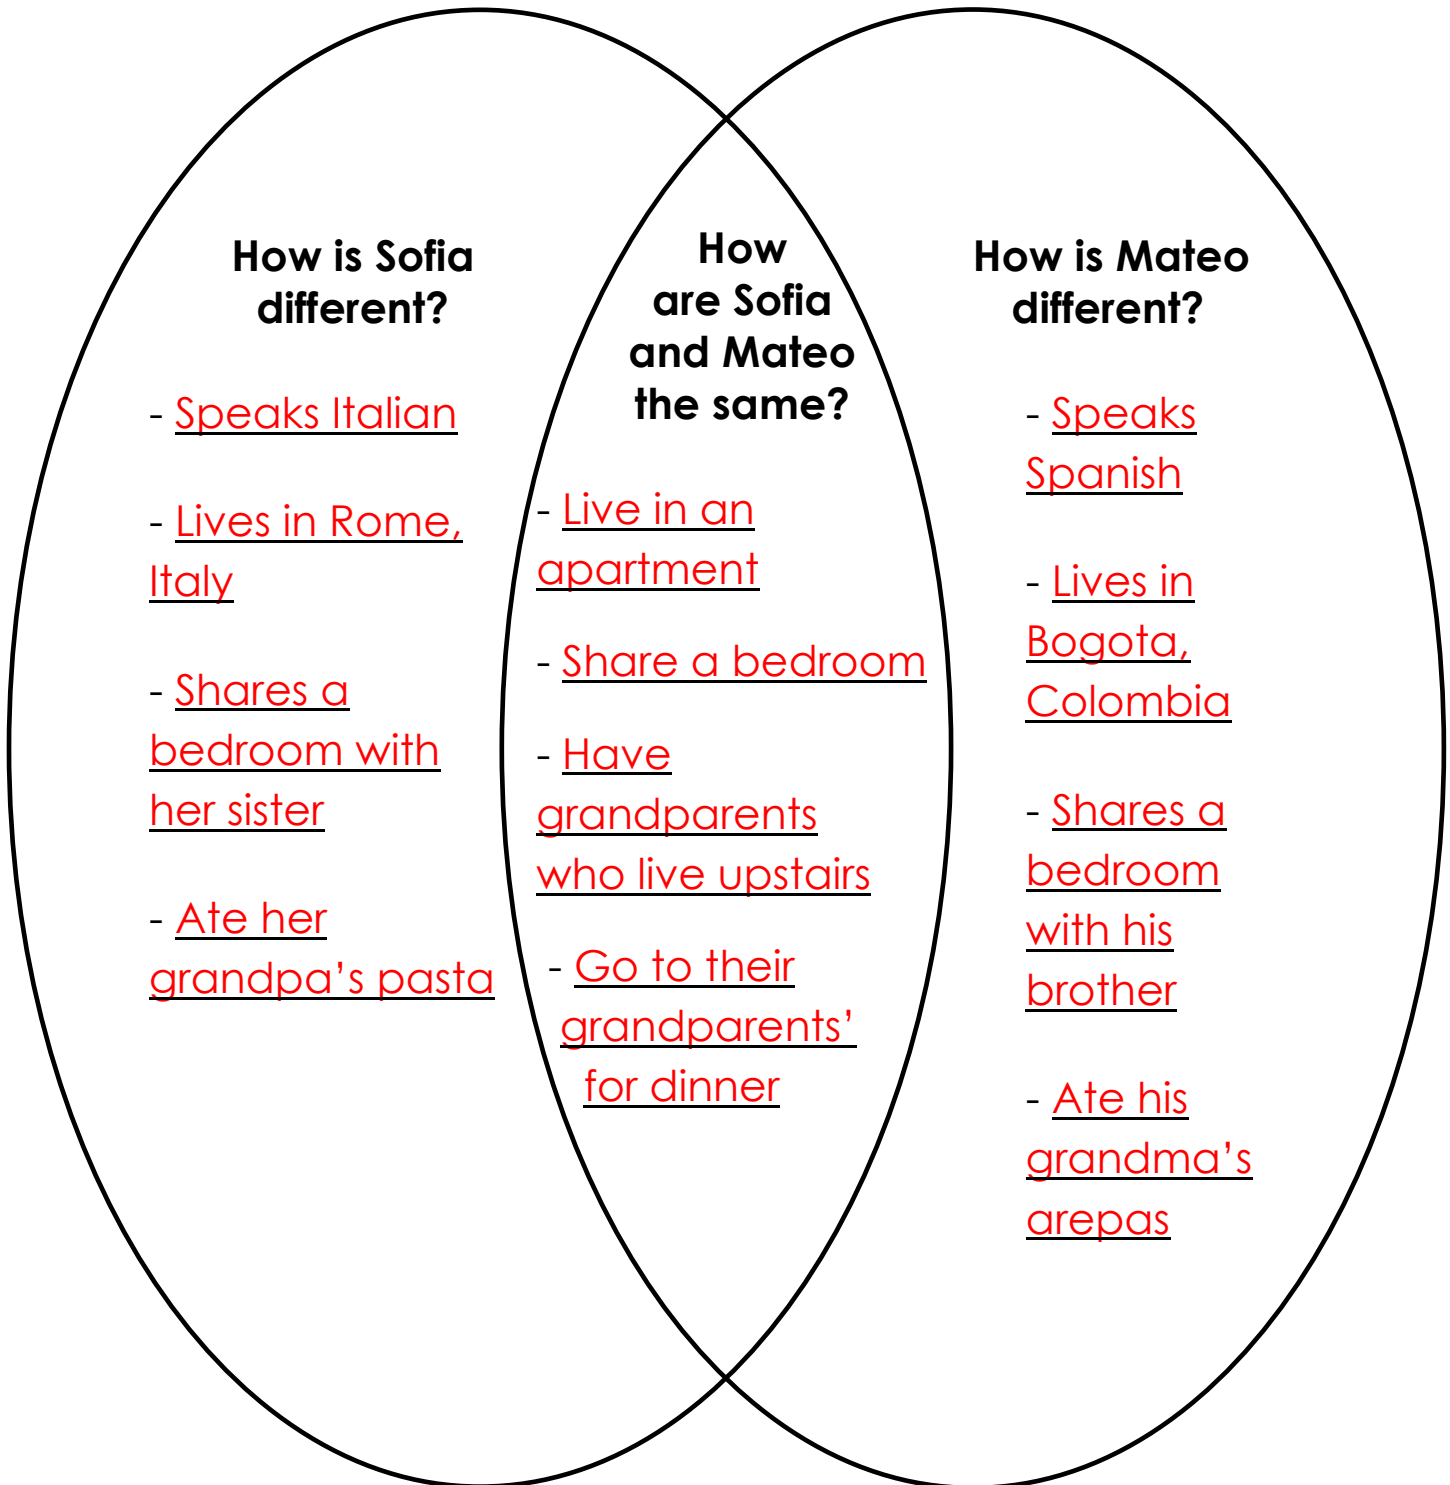 How is Sofia
different?
- Speaks Italian
- Lives in Rome,
Italy
- Shares a
bedroom with
her sister
- Ate her
grandpa’s pasta
How
are Sofia
and Mateo
the same?
- Live in an
apartment
- Share a bedroom
- Have
grandparents
who live upstairs
- Go to their
grandparents’
for dinner
How is Mateo
different?
- Speaks
Spanish
- Lives in
Bogota,
Colombia
- Shares a
bedroom
with his
brother
- Ate his
grandma’s
arepas